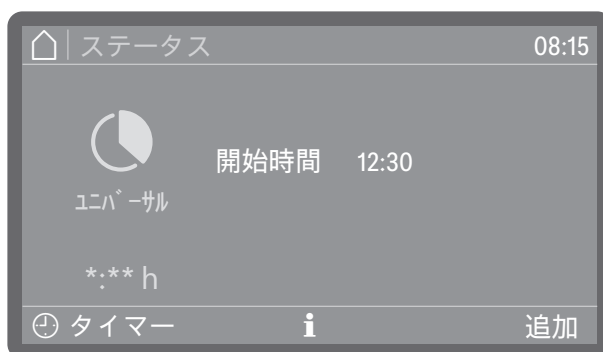 ステータス 08:15
開始時間 12:30
ﾕﾆﾊﾞｰｻﾙ
*:** h
タイマー i 追加